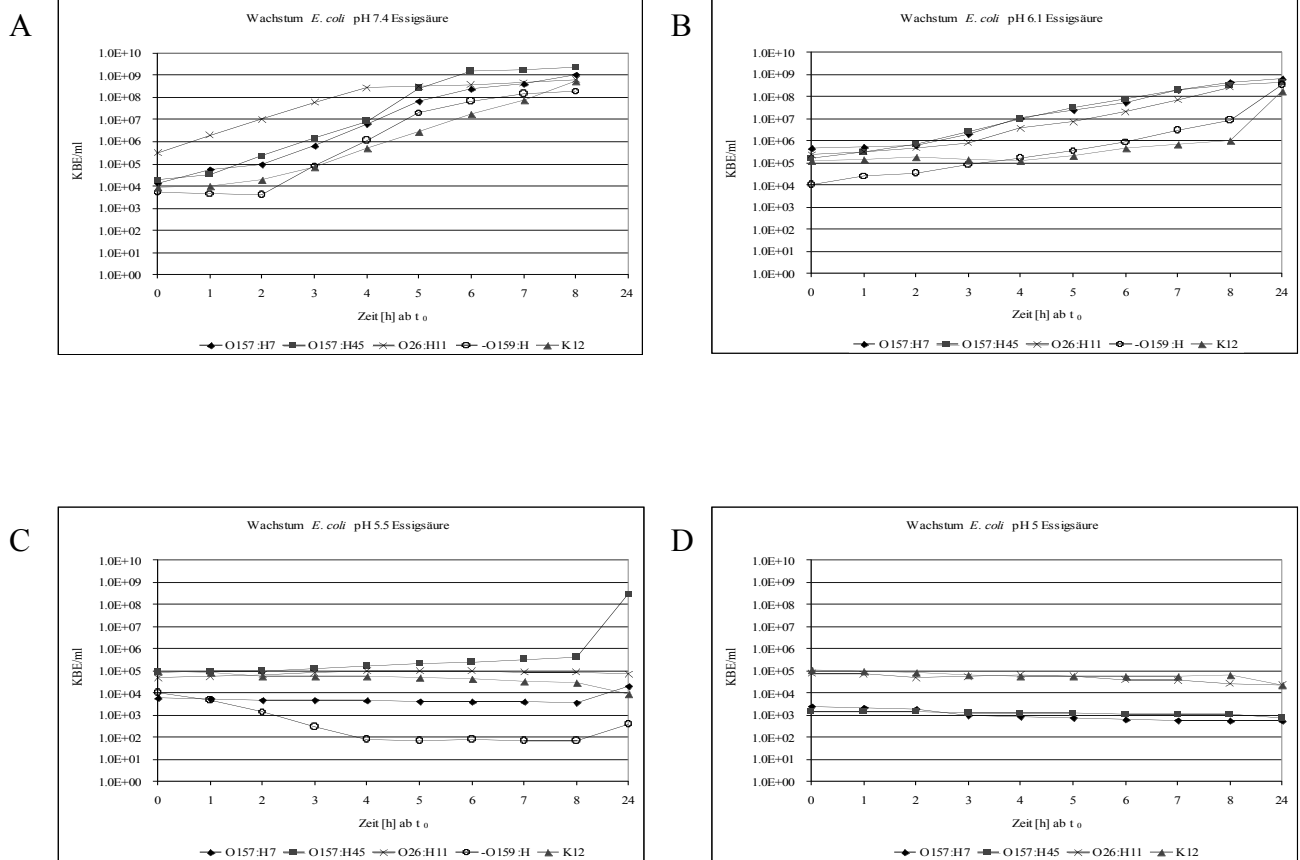 A
Wachstum E. coli pH 7.4 Essigsäure
1.0E+10
1.0E+09
1.0E+08
1.0E+07
1.0E+06
1.0E+05
1.0E+04
1.0E+03
1.0E+02
1.0E+01
1.0E+00
KBE/ml
0 1 2 3 4 5 6 7 8 24
Zeit [h] ab t 0
O157:H7 O157:H45 O26:H11 -O159:H K12
B
Wachstum E. coli pH 6.1 Essigsäure
1.0E+10
1.0E+09
1.0E+08
1.0E+07
1.0E+06
1.0E+05
1.0E+04
1.0E+03
1.0E+02
1.0E+01
1.0E+00
KBE/ml
0 1 2 3 4 5 6 7 8 24
Zeit [h] ab t 0
O157:H7 O157:H45 O26:H11 -O159:H K12
C
Wachstum E. coli pH 5.5 Essigsäure
1.0E+10
1.0E+09
1.0E+08
1.0E+07
1.0E+06
1.0E+05
1.0E+04
1.0E+03
1.0E+02
1.0E+01
1.0E+00
KBE/ml
0 1 2 3 4 5 6 7 8 24
Zeit [h] ab t 0
O157:H7 O157:H45 O26:H11 -O159:H K12
D
Wachstum E. coli pH 5 Essigsäure
1.0E+10
1.0E+09
1.0E+08
1.0E+07
1.0E+06
1.0E+05
1.0E+04
1.0E+03
1.0E+02
1.0E+01
1.0E+00
KBE/ml
0 1 2 3 4 5 6 7 8 24
Zeit [h] ab t 0
O157:H7 O157:H45 O26:H11 K12